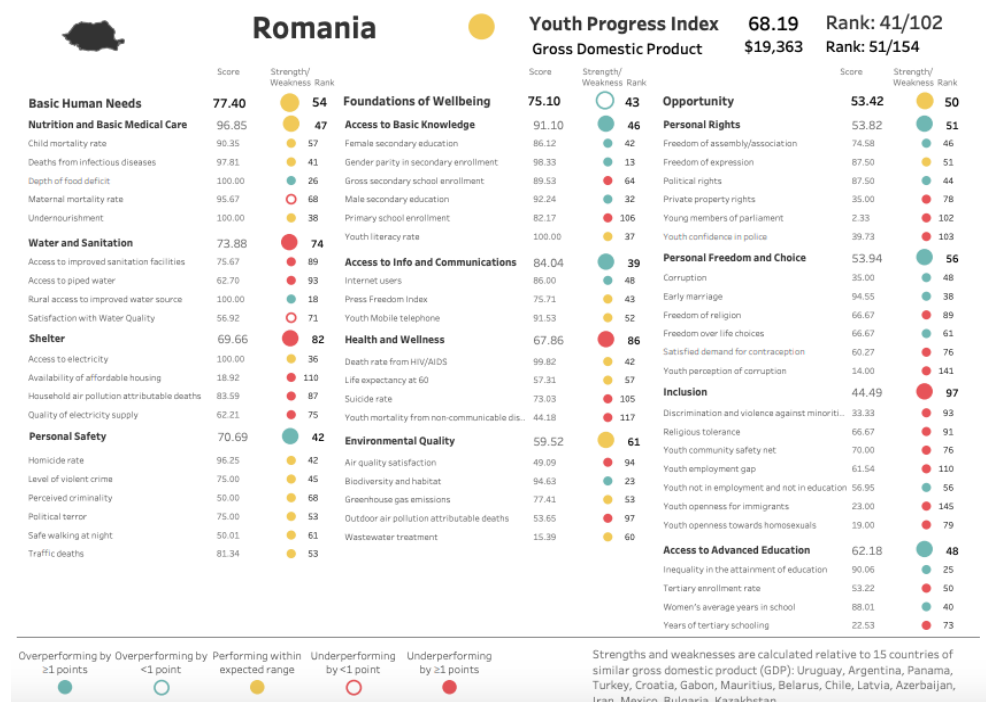 Romania
Youth Progress Index 68.19 Rank: 41/102
Gross Domestic Product $19,363 Rank: 51/154
Score Strength/ Weakness Rank
Basic Human Needs 77.40 54
Nutrition and Basic Medical Care 96.85 47
Child mortality rate 90.35 57
Deaths from infectious diseases 97.81 41
Depth of food deficit 100.00 26
Maternal mortality rate 95.67 68
Undernourishment 100.00 38
Water and Sanitation 73.88 74
Access to improved sanitation facilities 75.67 89
Access to piped water 62.70 93
Rural access to improved water source 100.00 18
Satisfaction with Water Quality 56.92 71
Shelter 69.66 82
Access to electricity 100.00 36
Availability of affordable housing 18.92 110
Household air pollution attributable deaths 83.59 87
Quality of electricity supply 62.21 75
Personal Safety 70.69 42
Homicide rate 96.25 42
Level of violent crime 75.00 45
Perceived criminality 50.00 68
Political terror 75.00 53
Safe walking at night 50.01 61
Traffic deaths 81.34 53
Score Strength/ Weakness Rank
Foundations of Wellbeing 75.10 43
Access to Basic Knowledge 91.10 46
Female secondary education 86.12 42
Gender parity in secondary enrollment 98.33 13
Gross secondary school enrollment 89.53 64
Male secondary education 92.24 32
Primary school enrollment 82.17 106
Youth literacy rate 100.00 37
Access to Info and Communications 84.04 39
Internet users 86.00 48
Press Freedom Index 75.71 43
Youth Mobile telephone 91.53 52
Health and Wellness 67.86 86
Death rate from HIV/AIDS 99.82 42
Life expectancy at 60 57.31 57
Suicide rate 73.03 105
Youth mortality from non-communicable dis... 44.18 117
Environmental Quality 59.52 61
Air quality satisfaction 49.09 94
Biodiversity and habitat 94.63 23
Greenhouse gas emissions 77.41 53
Outdoor air pollution attributable deaths 53.65 97
Wastewater treatment 15.39 60
Score Strength/ Weakness Rank
Opportunity 53.42 50
Personal Rights 53.82 51
Freedom of assembly/association 74.58 46
Freedom of expression 87.50 51
Political rights 87.50 44
Private property rights 35.00 78
Young members of parliament 2.33 102
Youth confidence in police 39.73 103
Personal Freedom and Choice 53.94 56
Corruption 35.00 48
Early marriage 94.55 38
Freedom of religion 66.67 89
Freedom over life choices 66.67 61
Satisfied demand for contraception 60.27 76
Youth perception of corruption 14.00 141
Inclusion 44.49 97
Discrimination and violence against minoriti... 33.33 93
Religious tolerance 66.67 91
Youth community safety net 70.00 76
Youth employment gap 61.54 110
Youth not in employment and not in education 56.95 56
Youth openness for immigrants 23.00 145
Youth openness towards homosexuals 19.00 79
Access to Advanced Education 62.18 48
Inequality in the attainment of education 90.06 25
Tertiary enrollment rate 53.22 50
Women's average years in school 88.01 40
Years of tertiary schooling 22.53 73
Overperforming by ≥1 points
Overperforming by <1 point
Performing within expected range
Underperforming by <1 point
Underperforming by ≥1 points
Strengths and weaknesses are calculated relative to 15 countries of
similar gross domestic product (GDP): Uruguay, Argentina, Panama,
Turkey, Croatia, Gabon, Mauritius, Belarus, Chile, Latvia, Azerbaijan,
Iran, Mexico, Bulgaria, Kazakhstan